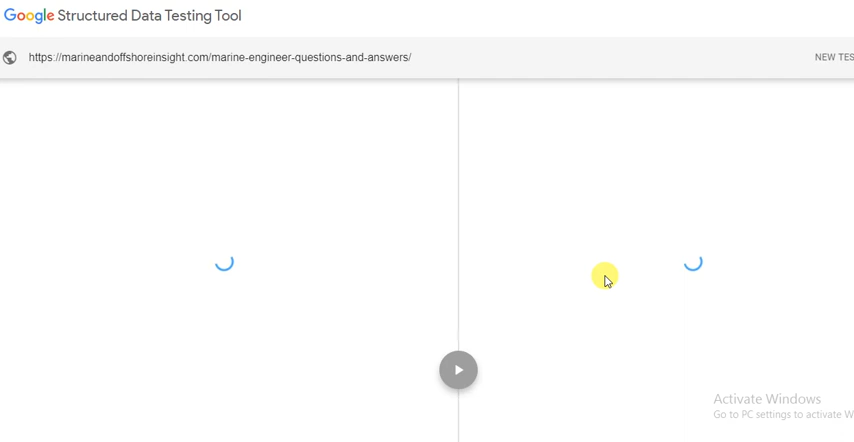 Google Structured Data Testing Tool
https://marineandoffshoreinsight.com/marine-engineer-questions-and-answers/
NEW TES
Activate Windows
Go to PC settings to activate W